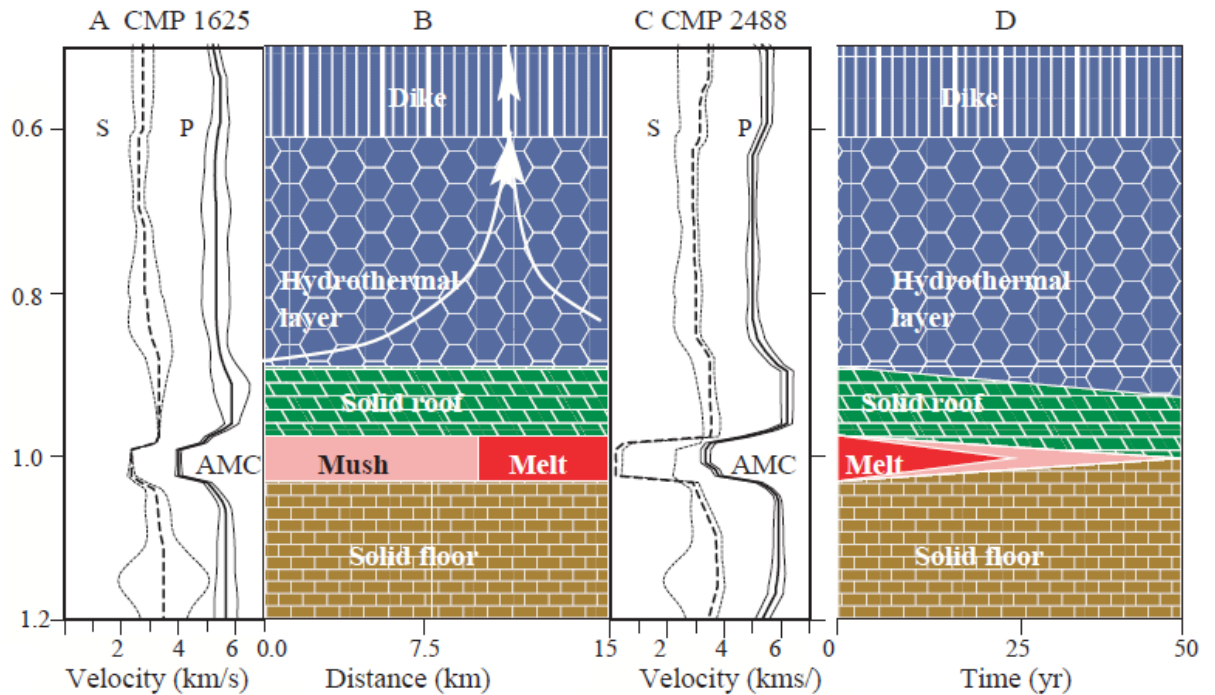 A CMP 1625 B C CMP 2488 D
Dike Dike
0.6 S P S P
Hydrothermal Hydrothermal
0.8 layer layer
Solid roof Solid roof
1.0 AMC Mush Melt AMC Melt
Solid floor Solid floor
1.2
2 4 6 0.0 7.5 15 2 4 6 0 25 50
Velocity (km/s) Distance (km) Velocity (kms/) Time (yr)